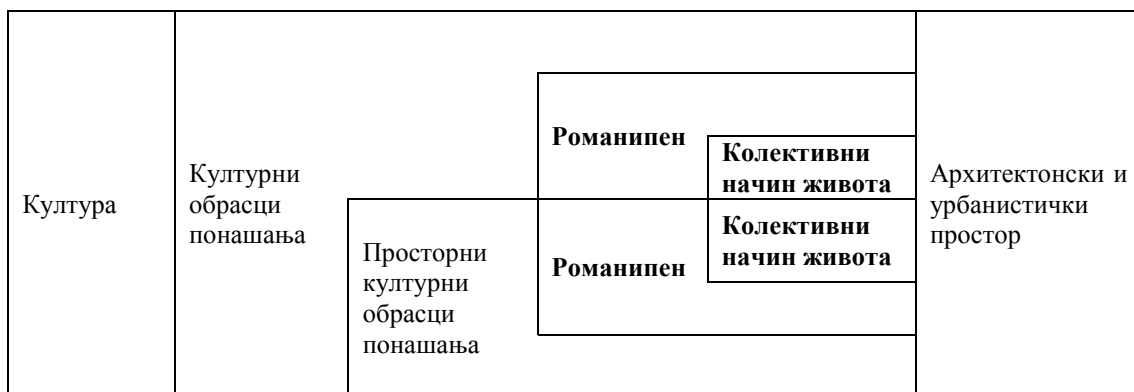 Култура
Културни
обрасци
понашања
Просторни
културни
обрасци
понашања
Романипен
Колективни
начин живота
Романипен
Колективни
начин живота
Архитектонски и
урбанистички
простор